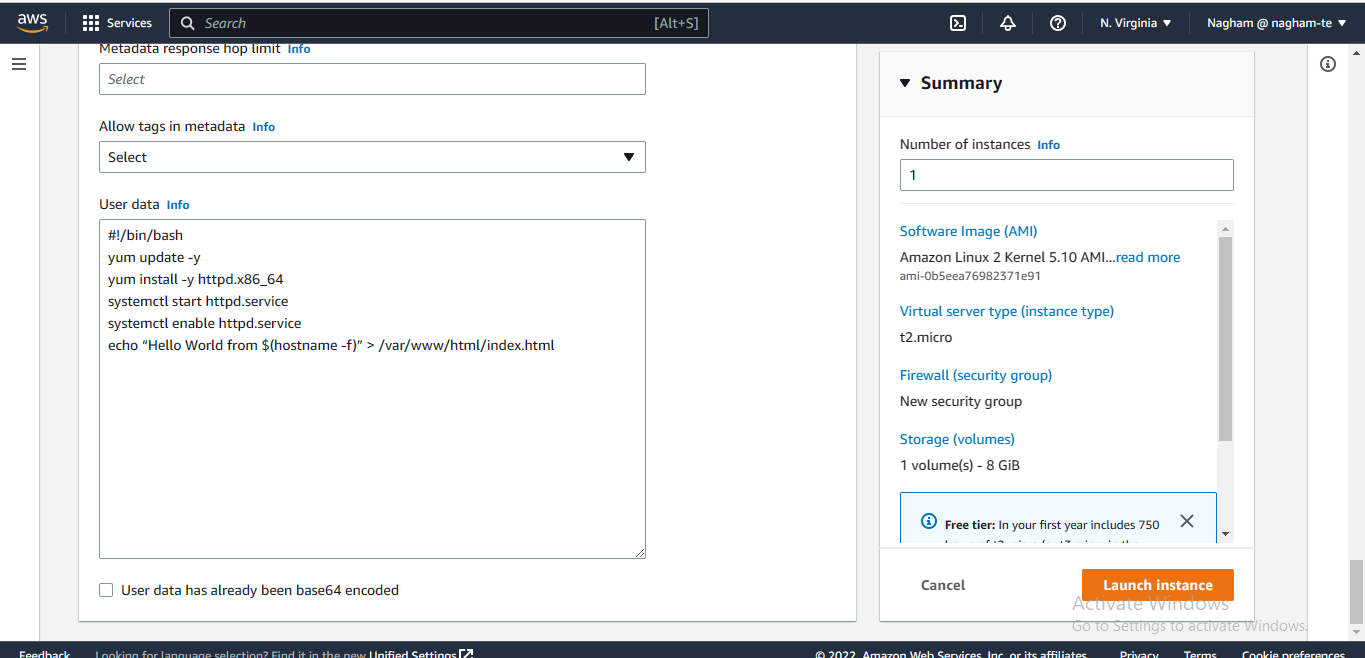 aws
Services
Search
[Alt+S]
N. Virginia
Nagham @ nagham-te
Metadata response hop limit Info
Select
Allow tags in metadata Info
Select
User data Info
#!/bin/bash
yum update -y
yum install -y httpd.x86_64
systemctl start httpd.service
systemctl enable httpd.service
echo “Hello World from $(hostname -f)” > /var/www/html/index.html
User data has already been base64 encoded
Summary
Number of instances Info
1
Software Image (AMI)
Amazon Linux 2 Kernel 5.10 AMI...read more
ami-0b5eea76982371e91
Virtual server type (instance type)
t2.micro
Firewall (security group)
New security group
Storage (volumes)
1 volume(s) - 8 GiB
Free tier: In your first year includes 750
Cancel
Launch instance
Activate Windows
Go to Settings to activate Windows.
Feedback
Looking for language selection? Find it in the new Unified Settings
© 2022, Amazon Web Services, Inc. or its affiliates.
Privacy
Terms
Cookie preferences